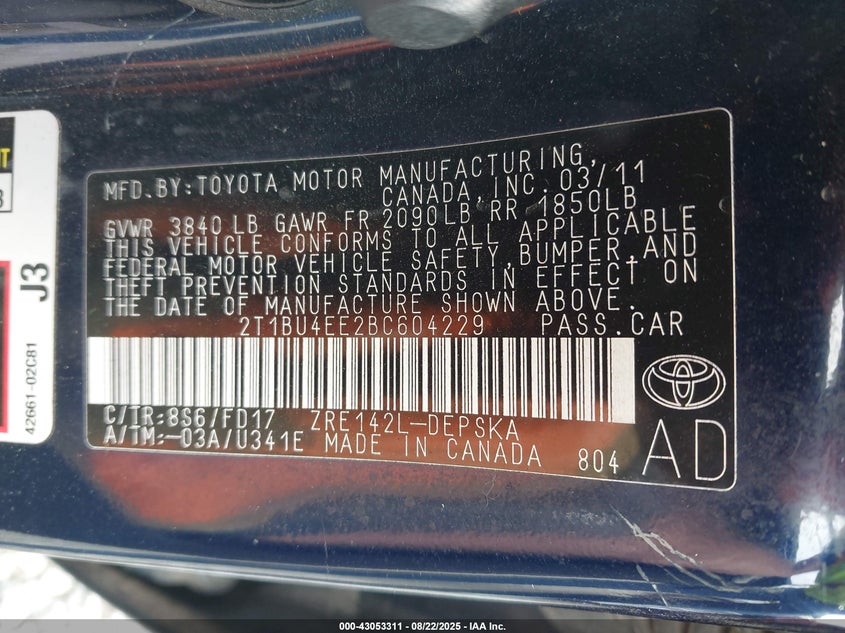 MFD.BY:TOYOTA MOTOR MANUFACTURING,
CANADA,INC. 03/11
GVWR 3840 LB GAWR FR 2090LB RR 1850LB
THIS VEHICLE CONFORMS TO ALL APPLICABLE
FEDERAL MOTOR VEHICLE SAFETY,BUMPER,AND
THEFT PREVENTION STANDARDS IN EFFECT ON
THE DATE OF MANUFACTURE SHOWN ABOVE.
2T1BU4EE2BC604229 PASS.CAR
C/TR:8S6/FD17 ZRE142L-DEPSKA
A/TM:-03A/U341E MADE IN CANADA 804
AD
J3
42661-02C81
000-43053311 - 08/22/2025 - IAA Inc.